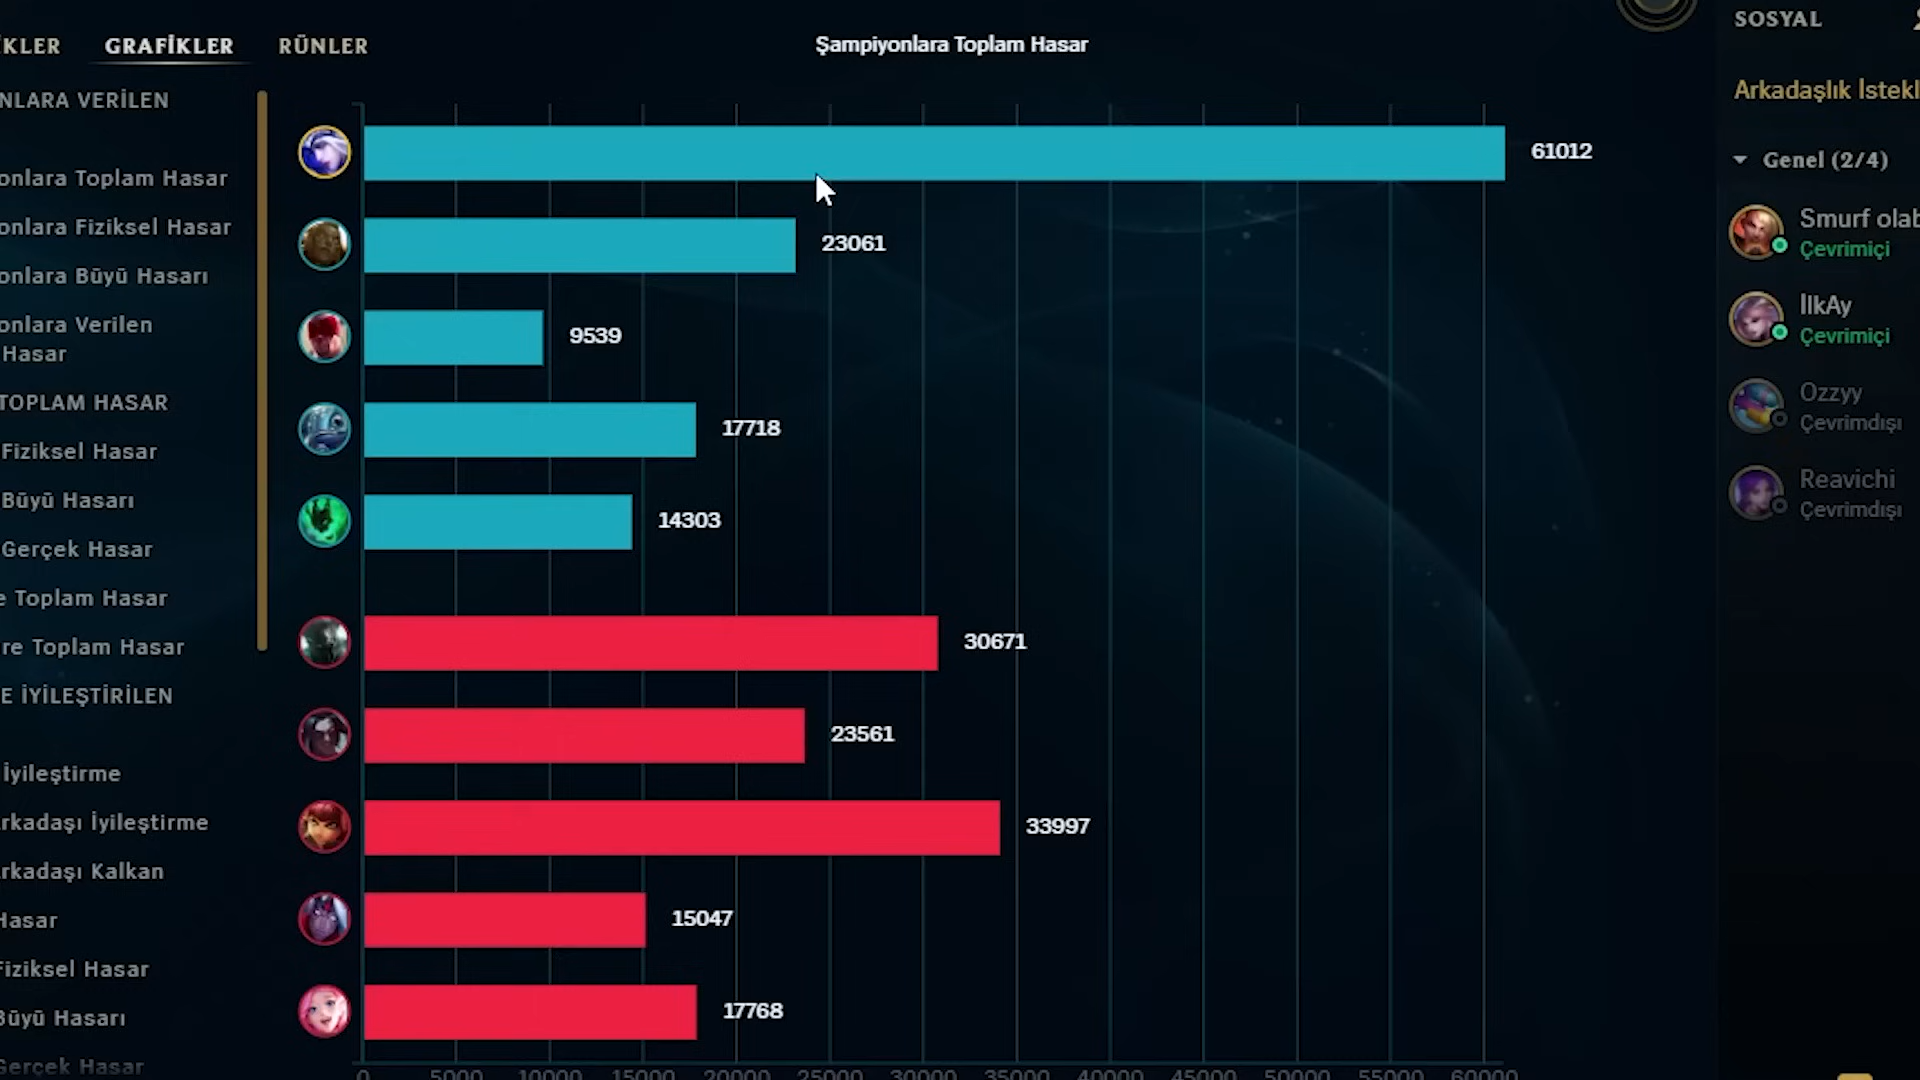 İKLER
GRAFİKLER
RÜNLER
Şampiyonlara Toplam Hasar
SOSYAL
NLARA VERİLEN
Arkadaşlık İstekl
onlara Toplam Hasar
Genel (2/4)
onlara Fiziksel Hasar
Smurf olab
Çevrimiçi
onlara Büyü Hasarı
İlkAy
Çevrimiçi
onlara Verilen
Hasar
Ozzyy
Çevrimdışı
TOPLAM HASAR
Fiziksel Hasar
Reavichi
Çevrimdışı
Büyü Hasarı
Gerçek Hasar
e Toplam Hasar
re Toplam Hasar
E İYİLEŞTİRİLEN
İyileştirme
rkadaşı İyileştirme
rkadaşı Kalkan
Hasar
Fiziksel Hasar
Büyü Hasarı
Gerçek Hasar
61012
23061
9539
17718
14303
30671
23561
33997
15047
17768
0 5000 10000 15000 20000 25000 30000 35000 40000 45000 50000 55000 60000